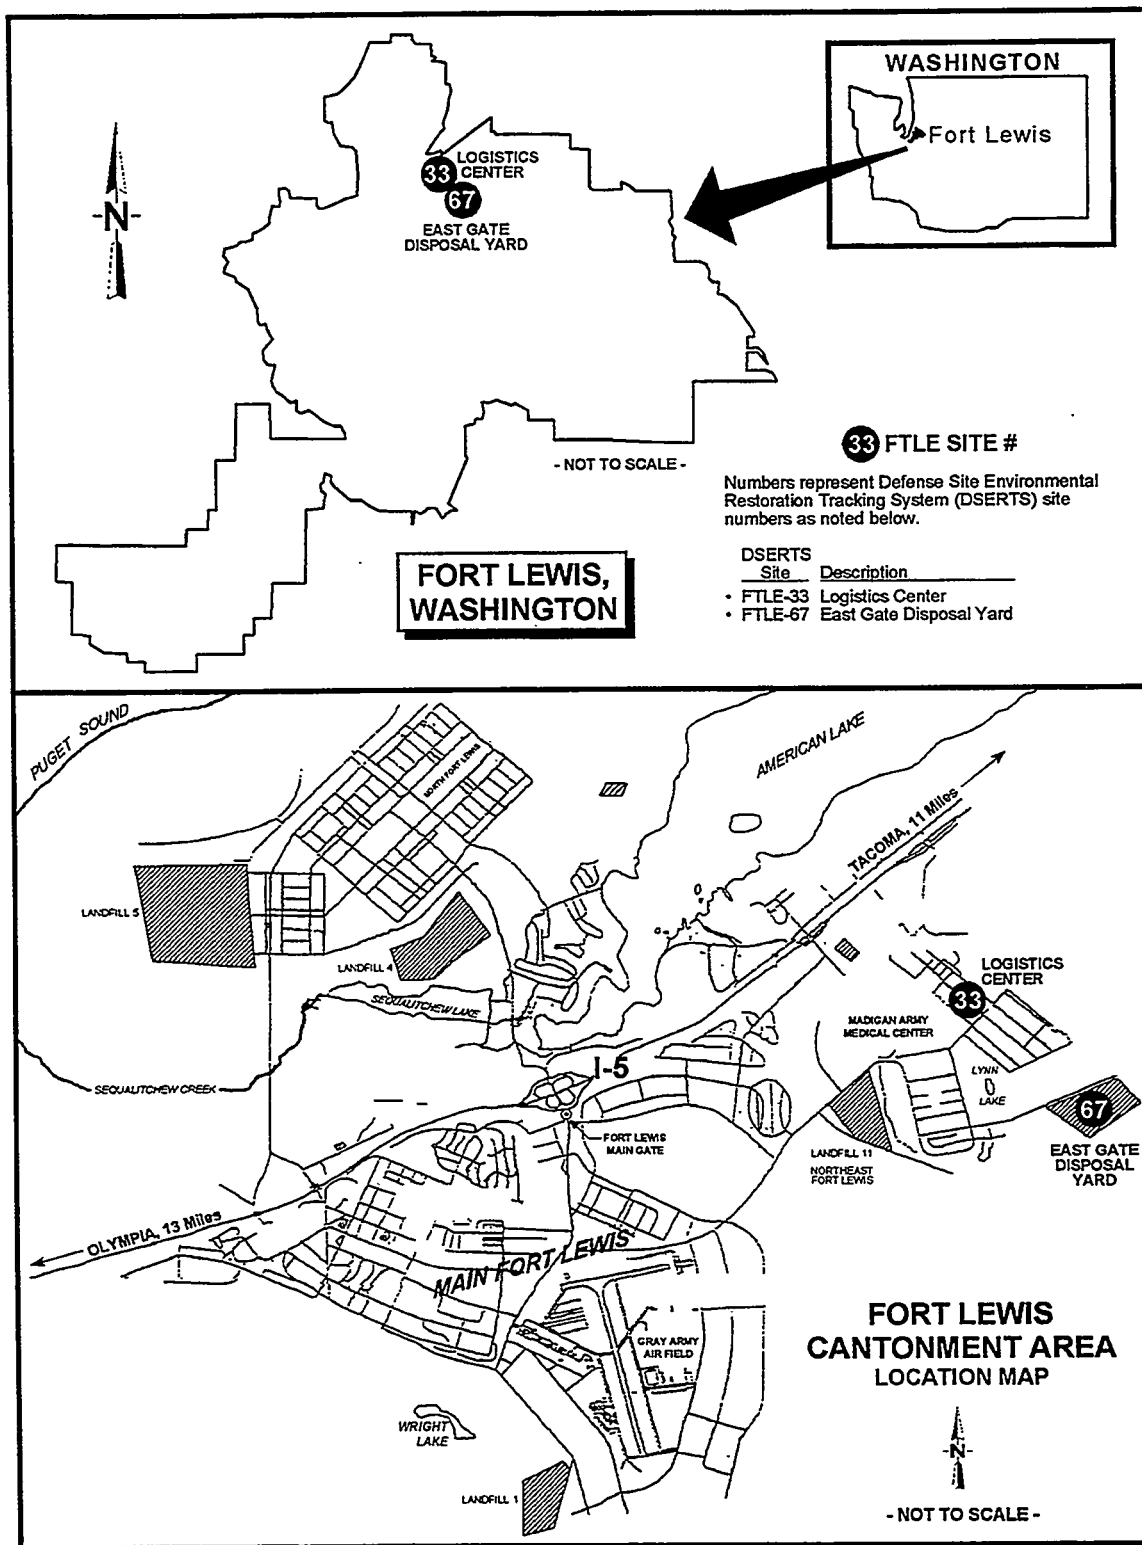 WASHINGTON
Fort Lewis
N
LOGISTICS
CENTER
33
67
EAST GATE
DISPOSAL YARD
- NOT TO SCALE -
33 FTLE SITE #
Numbers represent Defense Site Environmental
Restoration Tracking System (DSERTS) site
numbers as noted below.
DSERTS
Site Description
• FTLE-33 Logistics Center
• FTLE-67 East Gate Disposal Yard
FORT LEWIS,
WASHINGTON
PUGET SOUND
NORTH FORT LEWIS
AMERICAN LAKE
TACOMA, 11 Miles
LANDFILL 5
LANDFILL 4
SEQUALITCHEW LAKE
LOGISTICS
CENTER
33
MADIGAN ARMY
MEDICAL CENTER
SEQUALITCHEW CREEK
I-5
LYNN
LAKE
67
FORT LEWIS
MAIN GATE
LANDFILL 11
NORTHEAST
FORT LEWIS
EAST GATE
DISPOSAL
YARD
OLYMPIA, 13 Miles
MAIN FORT LEWIS
GRAY ARMY
AIR FIELD
FORT LEWIS
CANTONMENT AREA
LOCATION MAP
WRIGHT
LAKE
N
LANDFILL 1
- NOT TO SCALE -